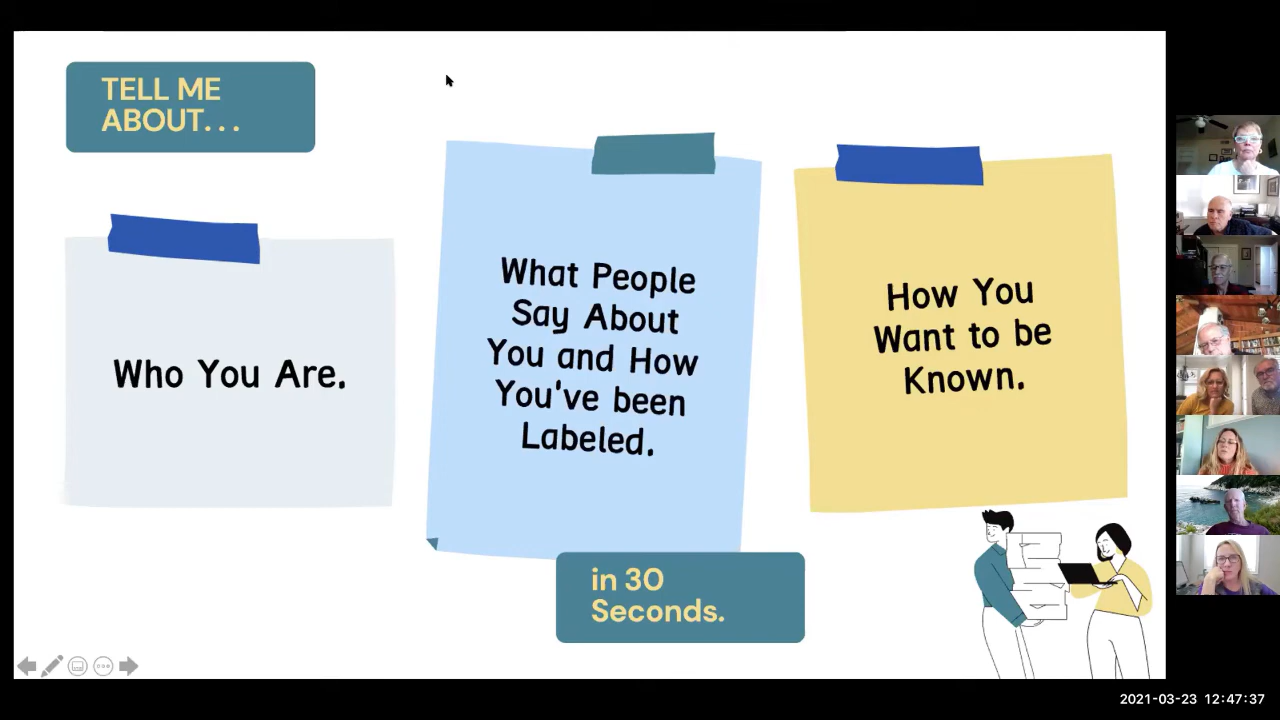 TELL ME
ABOUT...
Who You Are.
What People
Say About
You and How
You've been
Labeled.
How You
Want to be
Known.
in 30
Seconds.
2021-03-23 12:47:37